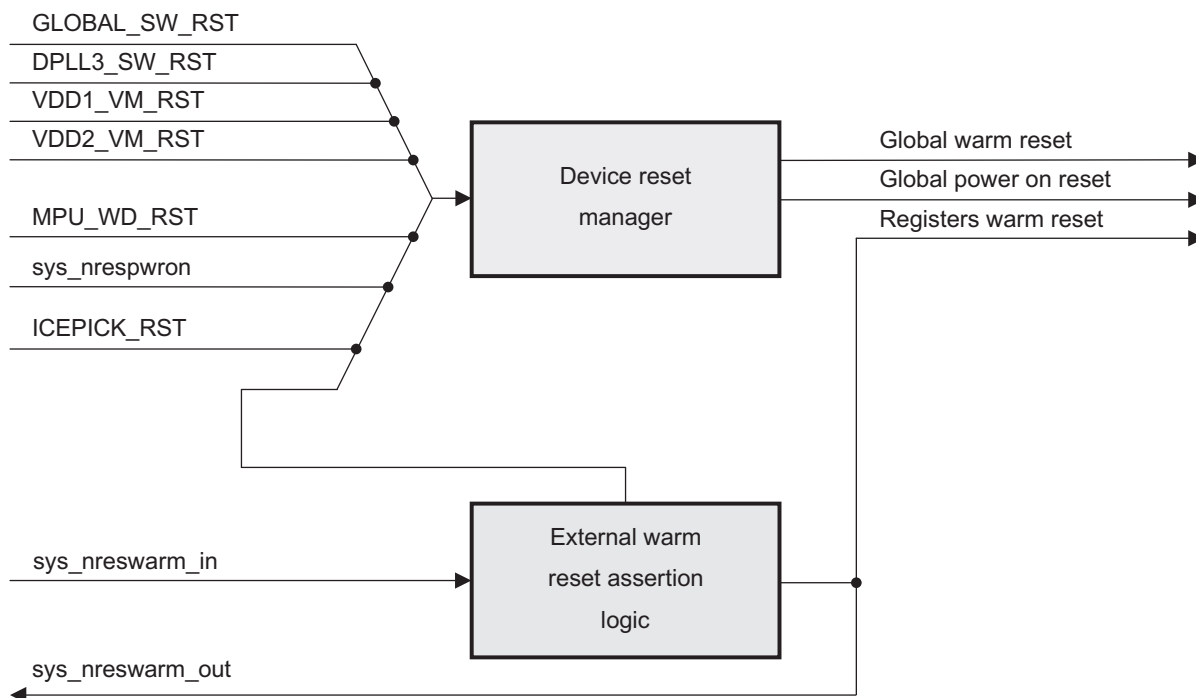 GLOBAL_SW_RST
DPLL3_SW_RST
VDD1_VM_RST
VDD2_VM_RST
MPU_WD_RST
sys_nrespwron
ICEPICK_RST
Device reset
manager
Global warm reset
Global power on reset
Registers warm reset
sys_nreswarm_in
External warm
reset assertion
logic
sys_nreswarm_out